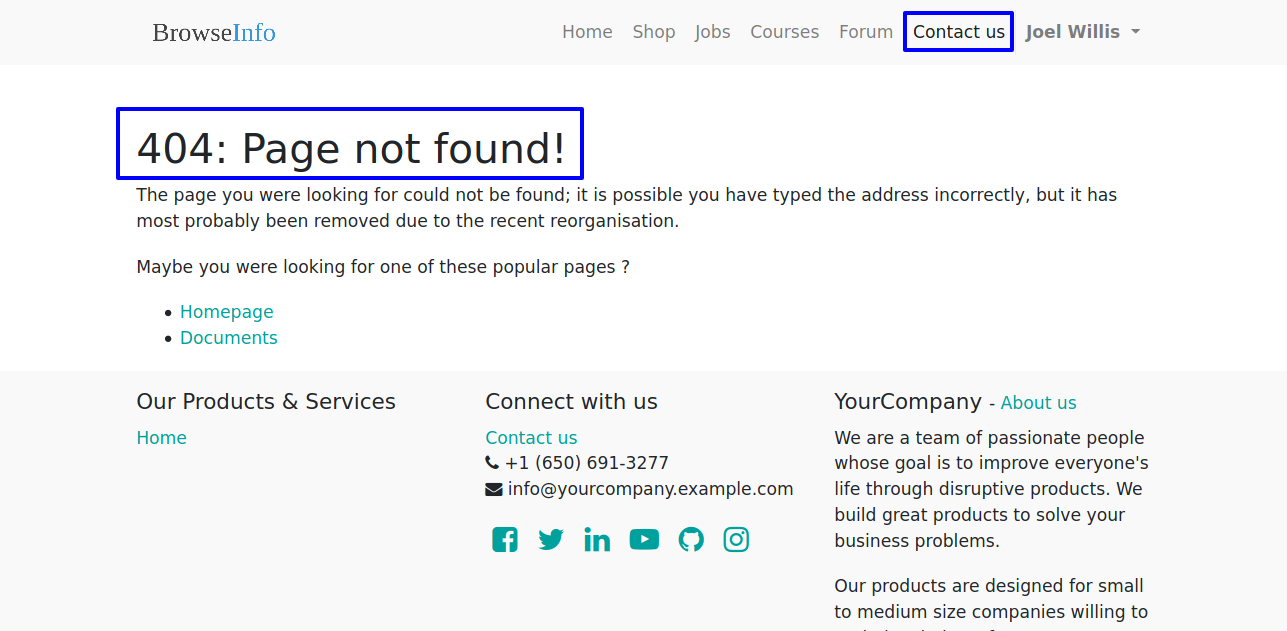 BrowseInfo
Home Shop Jobs Courses Forum Contact us Joel Willis
404: Page not found!
The page you were looking for could not be found; it is possible you have typed the address incorrectly, but it has
most probably been removed due to the recent reorganisation.
Maybe you were looking for one of these popular pages ?
Homepage
Documents
Our Products & Services
Home
Connect with us
Contact us
+1 (650) 691-3277
info@yourcompany.example.com
YourCompany - About us
We are a team of passionate people
whose goal is to improve everyone's
life through disruptive products. We
build great products to solve your
business problems.
Our products are designed for small
to medium size companies willing to